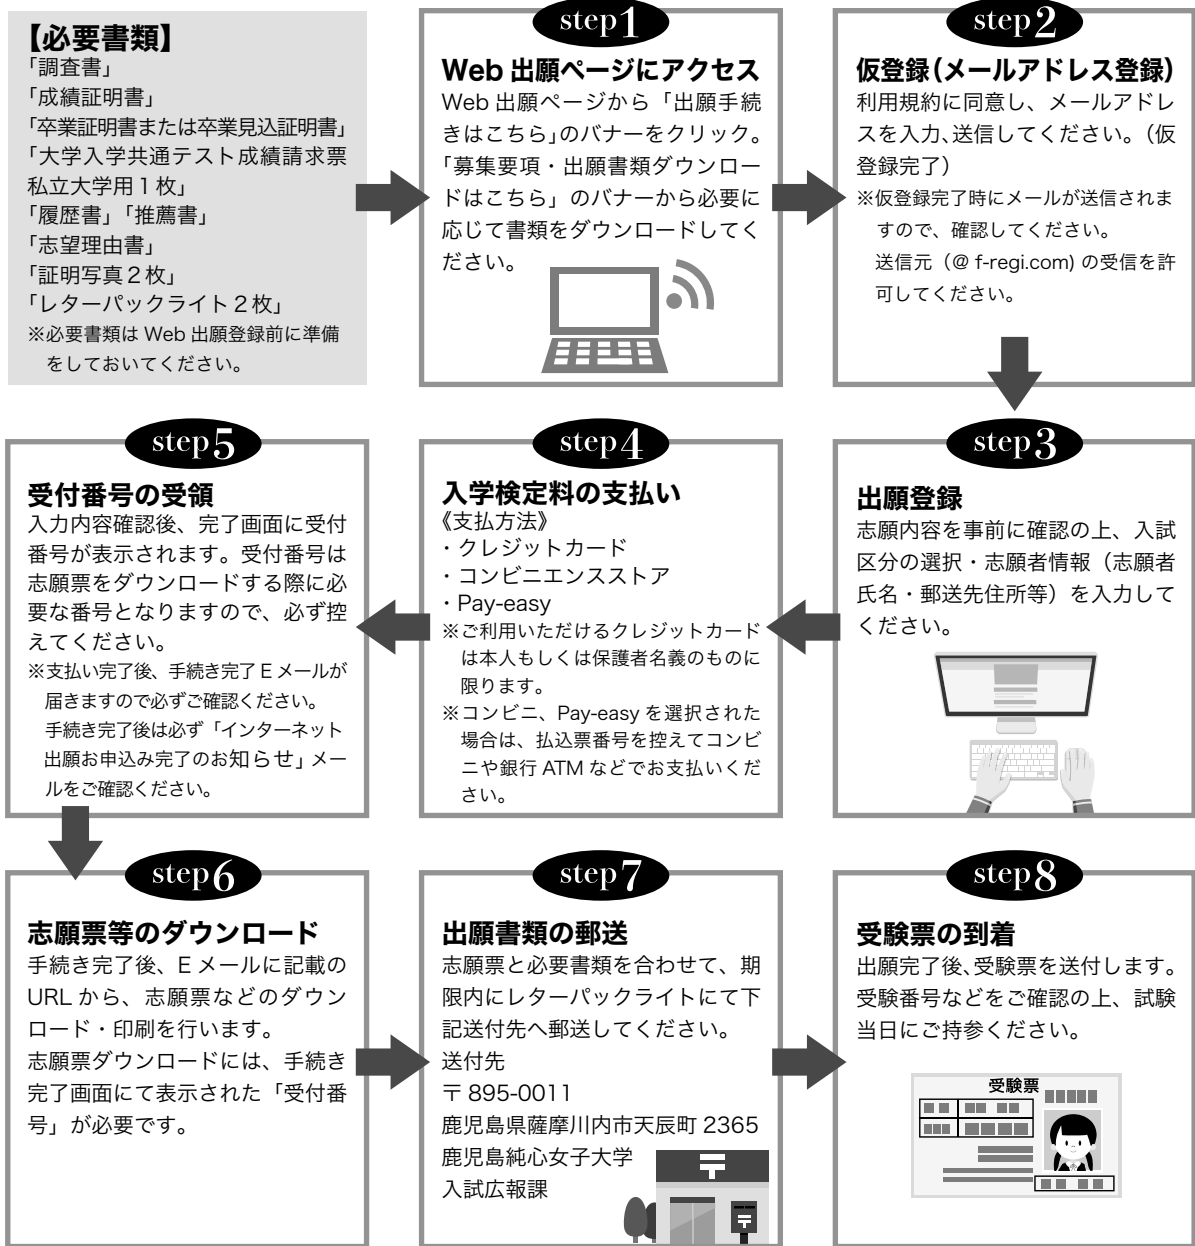 【必要書類】
「調査書」
「成績証明書」
「卒業証明書または卒業見込証明書」
「大学入学共通テスト成績請求票
私立大学用1枚」
「履歴書」「推薦書」
「志望理由書」
「証明写真2枚」
「レターパックライト2枚」
※必要書類は Web 出願登録前に準備
をしておいてください。
step1
Web 出願ページにアクセス
Web 出願ページから「出願手続
きはこちら」のバナーをクリック。
「募集要項・出願書類ダウンロー
ドはこちら」のバナーから必要に
応じて書類をダウンロードしてく
ださい。
step2
仮登録(メールアドレス登録)
利用規約に同意し、メールアドレ
スを入力、送信してください。(仮
登録完了)
※仮登録完了時にメールが送信されま
すので、確認してください。
送信元(@ f-regi.com) の受信を許
可してください。
step3
出願登録
志願内容を事前に確認の上、入試
区分の選択・志願者情報(志願者
氏名・郵送先住所等)を入力して
ください。
step4
入学検定料の支払い
《支払方法》
・クレジットカード
・コンビニエンスストア
・Pay-easy
※ご利用いただけるクレジットカード
は本人もしくは保護者名義のものに
限ります。
※コンビニ、Pay-easy を選択された
場合は、払込票番号を控えてコンビ
ニや銀行 ATM などでお支払いくだ
さい。
step5
受付番号の受領
入力内容確認後、完了画面に受付
番号が表示されます。受付番号は
志願票をダウンロードする際に必
要な番号となりますので、必ず控
えてください。
※支払い完了後、手続き完了 E メールが
届きますので必ずご確認ください。
手続き完了後は必ず「インターネット
出願お申込み完了のお知らせ」メー
ルをご確認ください。
step6
志願票等のダウンロード
手続き完了後、E メールに記載の
URL から、志願票などのダウン
ロード・印刷を行います。
志願票ダウンロードには、手続き
完了画面にて表示された「受付番
号」が必要です。
step7
出願書類の郵送
志願票と必要書類を合わせて、期
限内にレターパックライトにて下
記送付先へ郵送してください。
送付先
〒 895-0011
鹿児島県薩摩川内市天辰町 2365
鹿児島純心女子大学
入試広報課
〒
〒
step8
受験票の到着
出願完了後、受験票を送付します。
受験番号などをご確認の上、試験
当日にご持参ください。
受験票